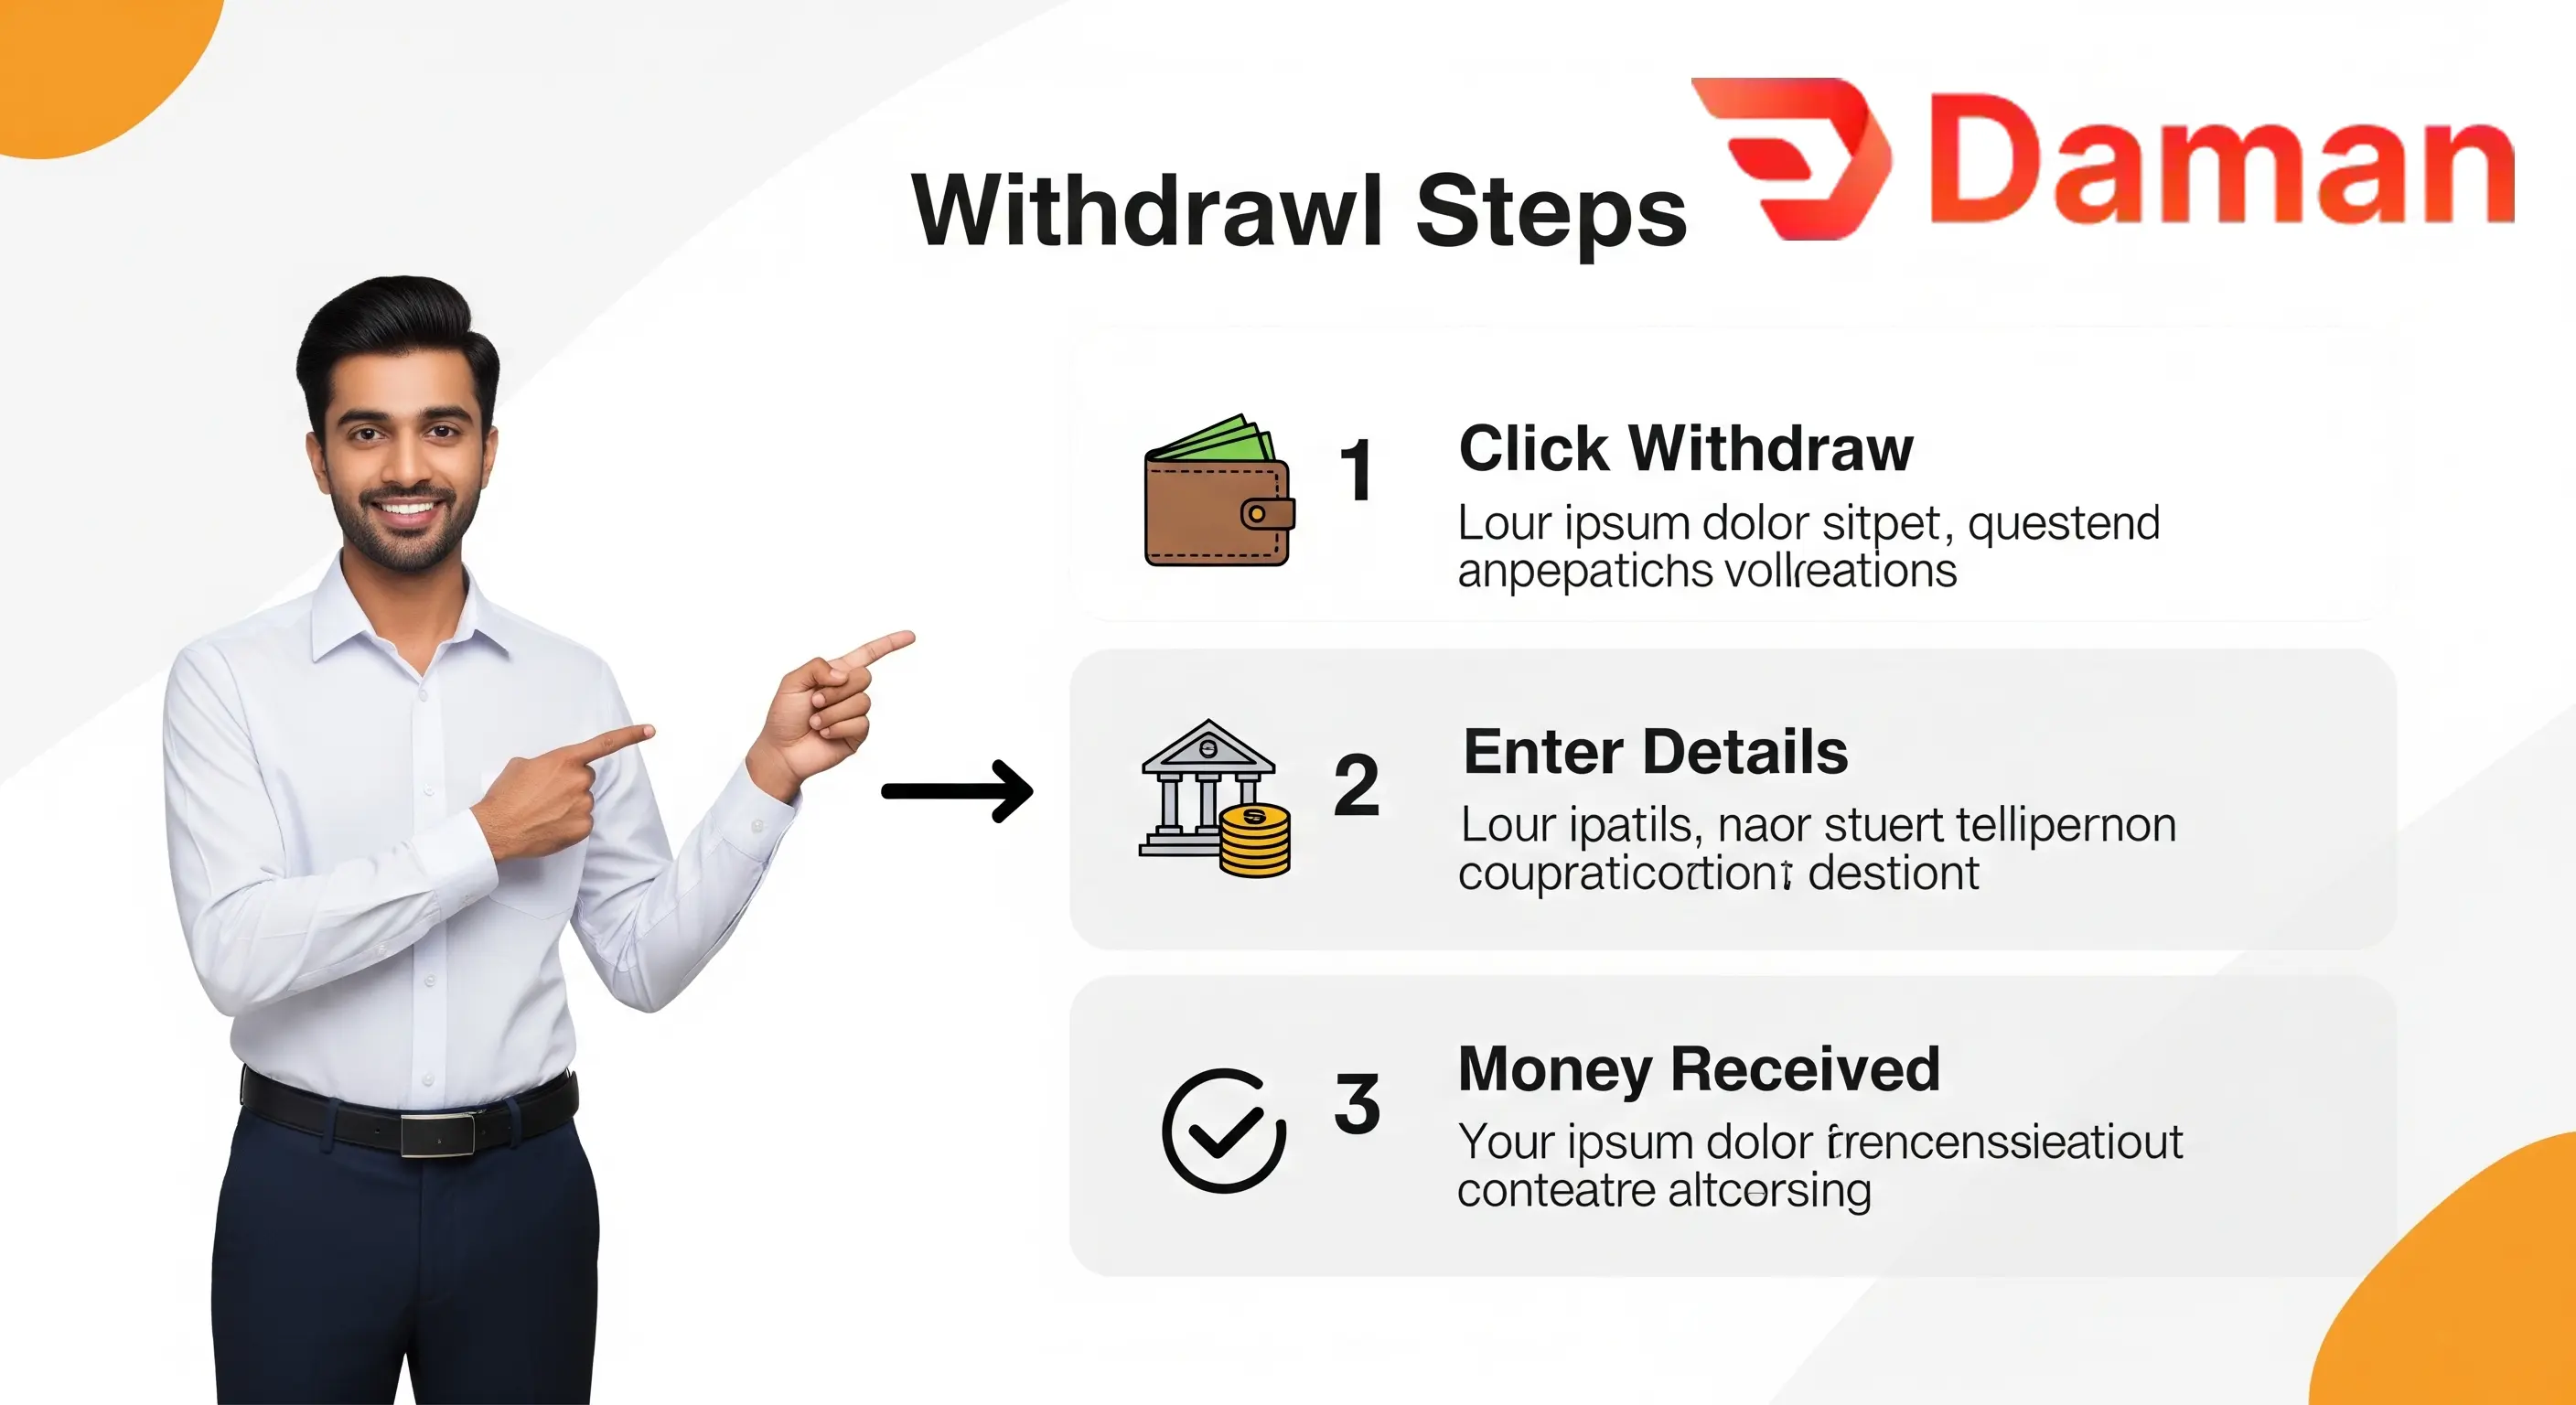 Daman
Withdrawl Steps
1
Click Withdraw
Lour ipsum dolor sitpet, questend
anpepatichs vollreations
2
Enter Details
Lour ipatils, naor stuert tellipernon
destiont
3
Money Received
Your ipsum dolor
conteatre altcorsing